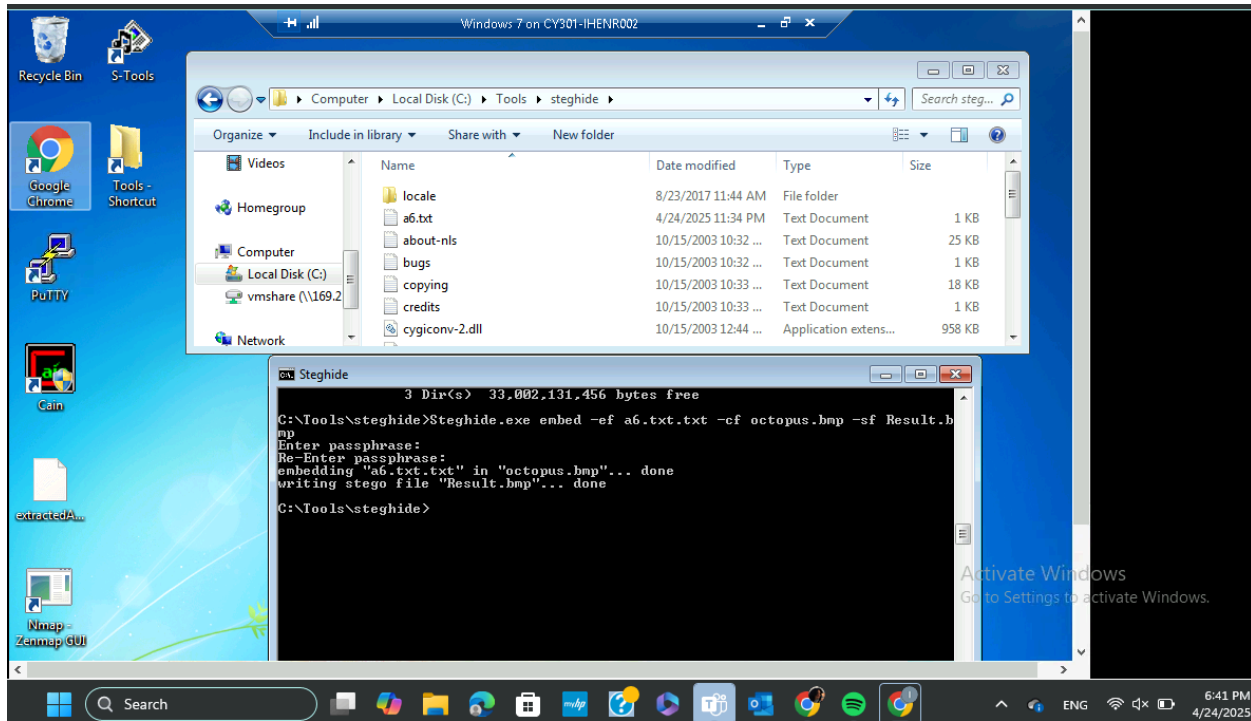 Windows 7 on CY301-IHENR002
Recycle Bin
S-Tools
Computer Local Disk (C:) Tools steghide
Search steg...
Organize Include in library Share with New folder
Google Chrome
Tools - Shortcut
PuTTY
Cain
extractedA...
Nmap - Zenmap GUI
Videos
Homegroup
Computer
Local Disk (C:)
vmshare (\\169.2
Network
Name Date modified Type Size
locale 8/23/2017 11:44 AM File folder
a6.txt 4/24/2025 11:34 PM Text Document 1 KB
about-nls 10/15/2003 10:32 ... Text Document 25 KB
bugs 10/15/2003 10:32 ... Text Document 1 KB
copying 10/15/2003 10:33 ... Text Document 18 KB
credits 10/15/2003 10:33 ... Text Document 1 KB
cygiconv-2.dll 10/15/2003 12:44 ... Application extens... 958 KB
Steghide
3 Dir(s) 33,002,131,456 bytes free
C:\Tools\steghide>Steghide.exe embed -ef a6.txt.txt -cf octopus.bmp -sf Result.b
mp
Enter passphrase:
Re-Enter passphrase:
embedding "a6.txt.txt" in "octopus.bmp"... done
writing stego file "Result.bmp"... done
C:\Tools\steghide>
Activate Windows
Go to Settings to activate Windows.
Search
myhp
ENG
6:41 PM
4/24/2025